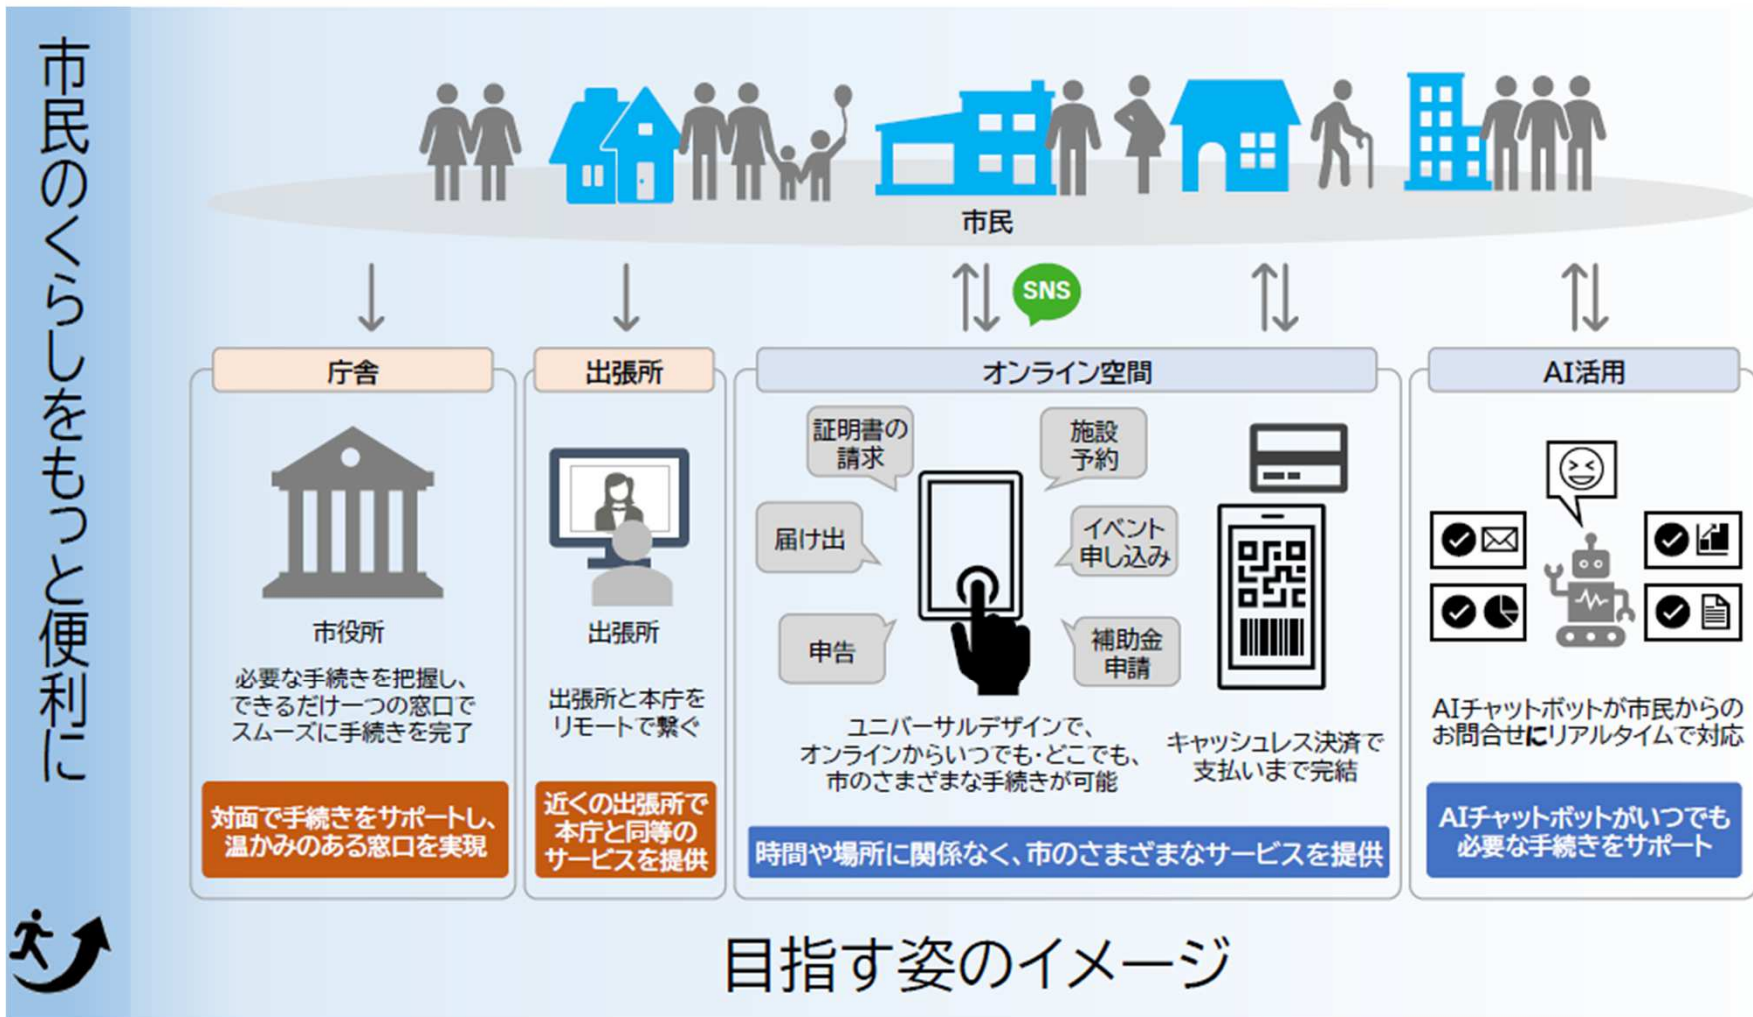 市民のくらしをもっと便利に
市民
SNS
庁舎
市役所
必要な手続きを把握し、
できるだけ一つの窓口で
スムーズに手続きを完了
対面で手続きをサポートし、
温かみのある窓口を実現
出張所
出張所
出張所と本庁を
リモートで繋ぐ
近くの出張所で
本庁と同等の
サービスを提供
オンライン空間
証明書の
請求
施設
予約
届け出
イベント
申し込み
申告
補助金
申請
ユニバーサルデザインで、
オンラインからいつでも・どこでも、
市のさまざまな手続きが可能
キャッシュレス決済で
支払いまで完結
時間や場所に関係なく、市のさまざまなサービスを提供
AI活用
AIチャットボットが市民からの
お問合せにリアルタイムで対応
AIチャットボットがいつでも
必要な手続きをサポート
目指す姿のイメージ